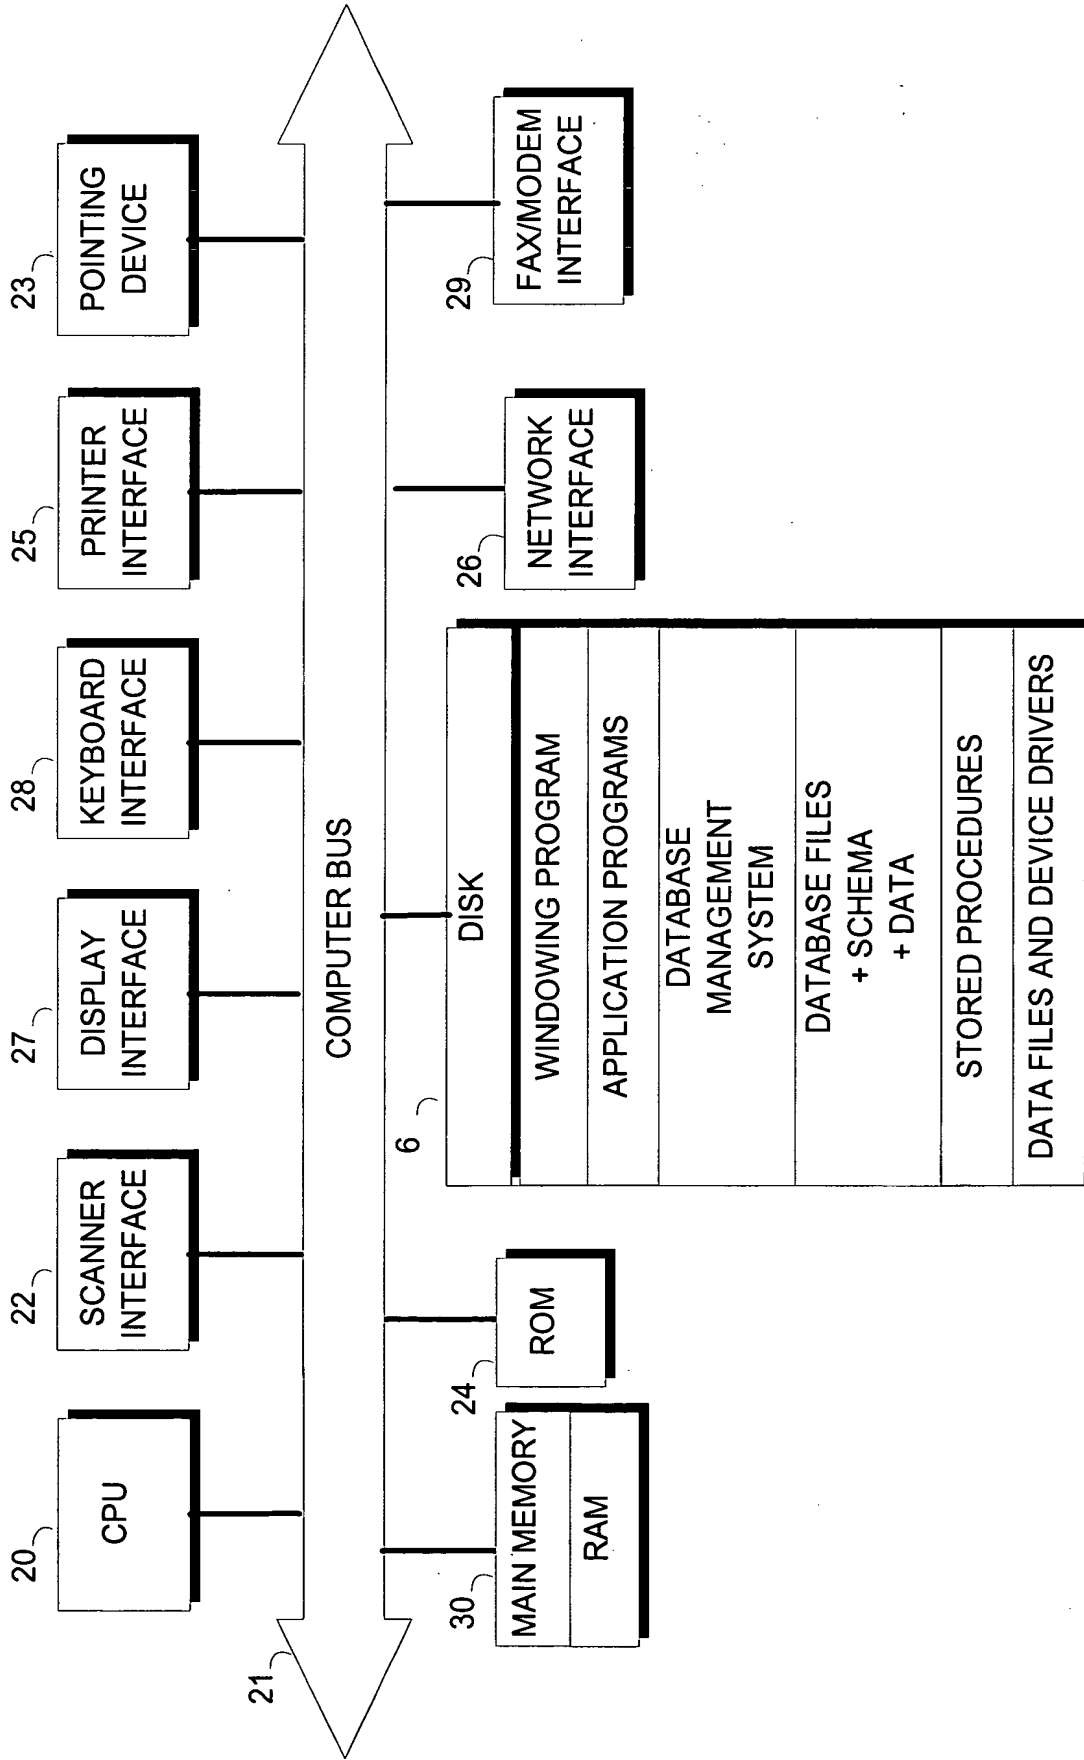 20
CPU
22
SCANNER
INTERFACE
27
DISPLAY
INTERFACE
28
KEYBOARD
INTERFACE
25
PRINTER
INTERFACE
23
POINTING
DEVICE
21
COMPUTER BUS
30
MAIN MEMORY
RAM
24
ROM
6
DISK
WINDOWING PROGRAM
APPLICATION PROGRAMS
DATABASE
MANAGEMENT
SYSTEM
DATABASE FILES
+ SCHEMA
+ DATA
STORED PROCEDURES
DATA FILES AND DEVICE DRIVERS
26
NETWORK
INTERFACE
29
FAX/MODEM
INTERFACE